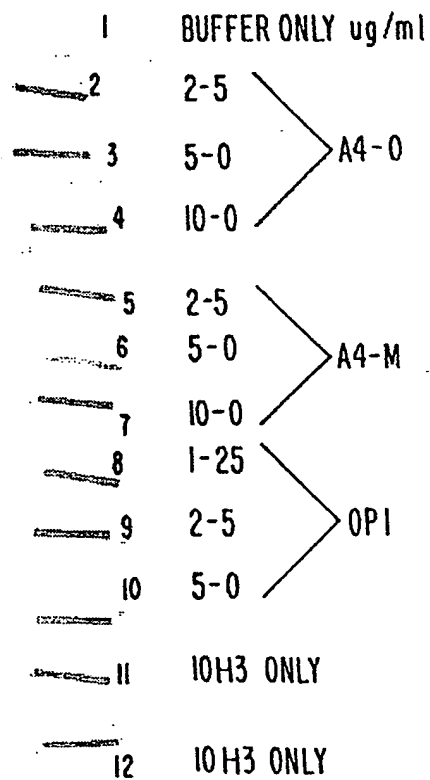 1 BUFFER ONLY ug/ml
2 2-5
3 5-0 A4-0
4 10-0
5 2-5
6 5-0 A4-M
7 10-0
8 1-25
9 2-5 OP1
10 5-0
11 10H3 ONLY
12 10H3 ONLY